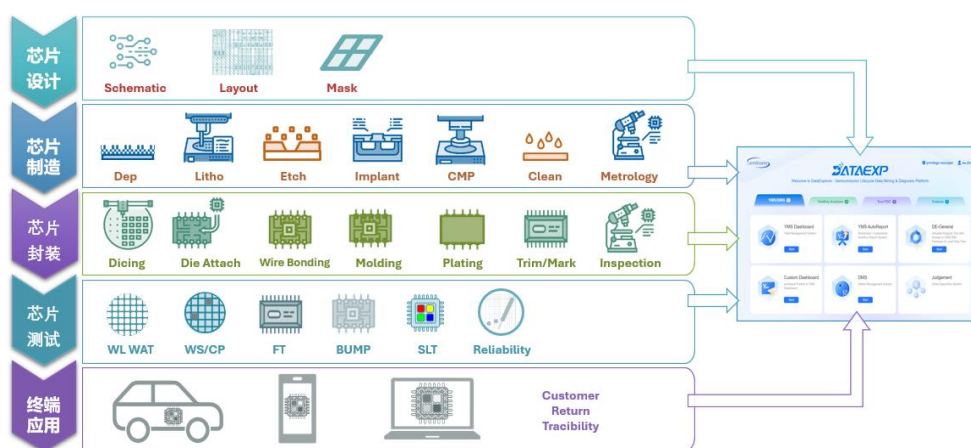 芯片
设计
Schematic
Layout
Mask
芯片
制造
Dep
Litho
Etch
Implant
CMP
Clean
Metrology
芯片
封装
Dicing
Die Attach
Wire Bonding
Molding
Plating
Trim/Mark
Inspection
芯片
测试
WL WAT
WS/CP
FT
BUMP
SLT
Reliability
终端
应用
Customer
Return
Tracibility
DATAEXP
YMS Dashboard
YMS AutoReport
DE-General
Custom Dashboard
DMS
Judgement